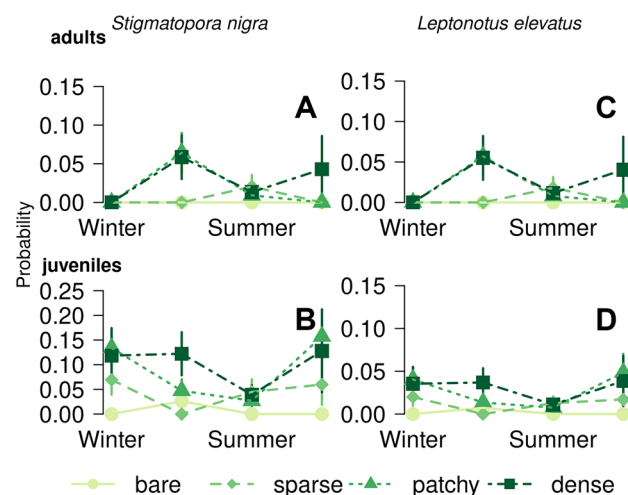 Stigmatopora nigra Leptonotus elevatus
adults
0.15 A 0.15 C
0.10 0.10
0.05 0.05
0.00 0.00
Winter Summer Winter Summer
Probability
juveniles
0.25 B 0.15 D
0.20
0.15 0.10
0.10 0.05
0.05
0.00 0.00
Winter Summer Winter Summer
bare sparse patchy dense